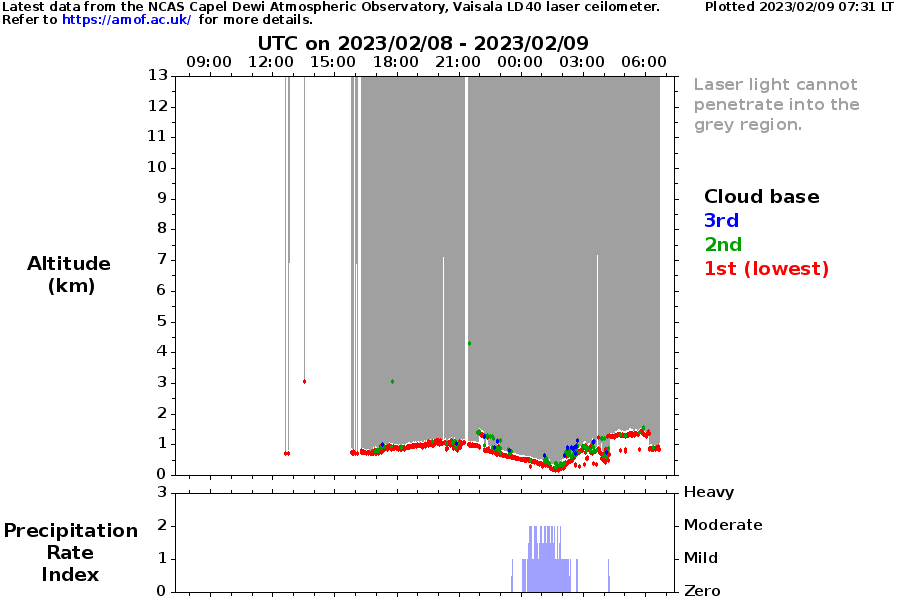 Latest data from the NCAS Capel Dewi Atmospheric Observatory, Vaisala LD40 laser ceilometer. Plotted 2023/02/09 07:31 LT
Refer to https://amof.ac.uk/ for more details.
UTC on 2023/02/08 - 2023/02/09
09:00 12:00 15:00 18:00 21:00 00:00 03:00 06:00
13
12
11
10
9
8
7
6
5
4
3
2
1
0
Altitude
(km)
Laser light cannot
penetrate into the
grey region.
Cloud base
3rd
2nd
1st (lowest)
3 Heavy
2 Moderate
1 Mild
0 Zero
Precipitation
Rate
Index